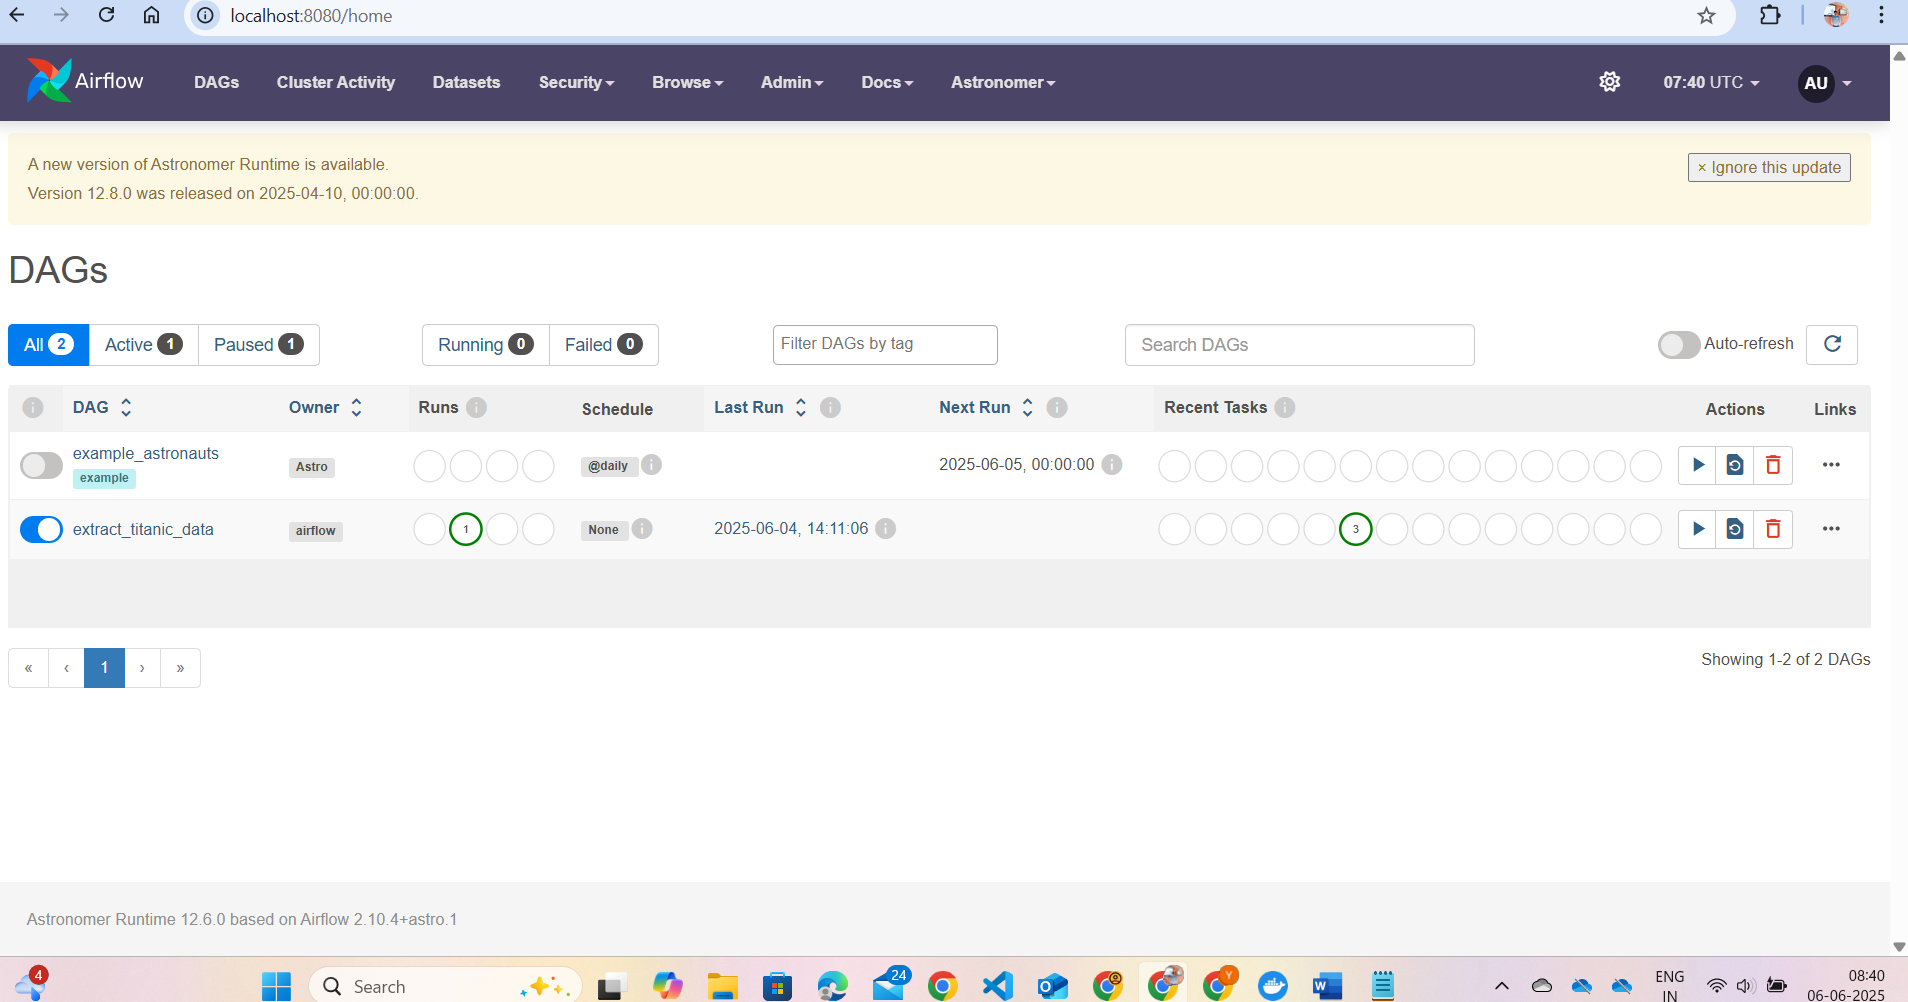 localhost:8080/home
Airflow DAGs Cluster Activity Datasets Security Browse Admin Docs Astronomer 07:40 UTC AU
A new version of Astronomer Runtime is available.
× Ignore this update
Version 12.8.0 was released on 2025-04-10, 00:00:00.
DAGs
All 2 Active 1 Paused 1 Running 0 Failed 0 Filter DAGs by tag Search DAGs Auto-refresh
DAG Owner Runs Schedule Last Run Next Run Recent Tasks Actions Links
example_astronauts Astro @daily 2025-06-05, 00:00:00
example
extract_titanic_data airflow 1 None 2025-06-04, 14:11:06 3
« ‹ 1 › »
Showing 1-2 of 2 DAGs
Astronomer Runtime 12.6.0 based on Airflow 2.10.4+astro.1
4 Search 24 Y ENG 08:40
IN 06-06-2025